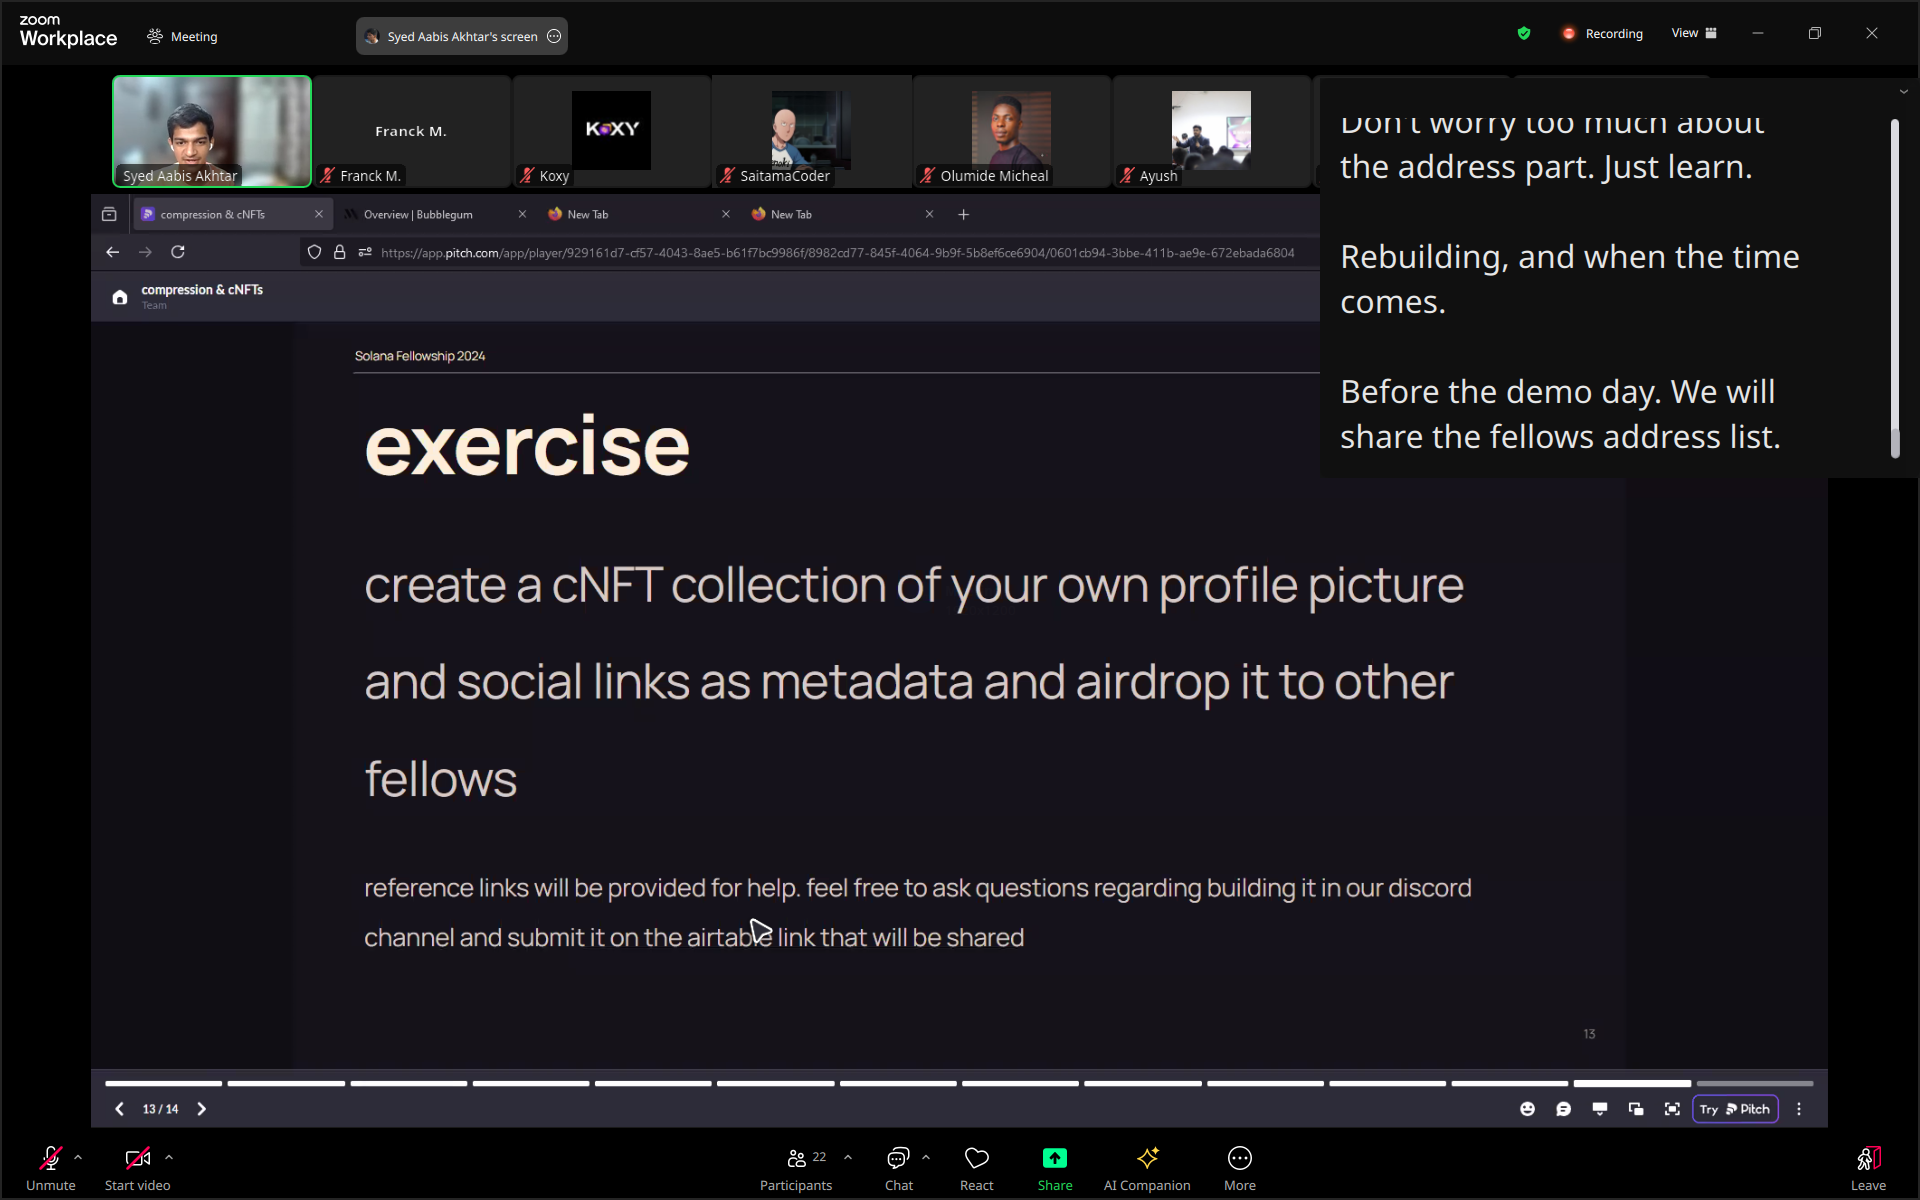 zoom
Workplace
Meeting
Syed Aabis Akhtar's screen
Recording
View
Franck M.
KOXY
Syed Aabis Akhtar
Franck M.
Koxy
SaitamaCoder
Olumide Micheal
Ayush
Don't worry too much about
the address part. Just learn.
Rebuilding, and when the time
comes.
Before the demo day. We will
share the fellows address list.
compression & cNFTs
Overview | Bubblegum
New Tab
New Tab
https://app.pitch.com/app/player/929161d7-cf57-4043-8ae5-b61f7bc9986f/8982cd77-845f-4064-9b9f-5b8ef6ce6904/0601cb94-3bbe-411b-ae9e-672ebada6804
compression & cNFTs
Team
Solana Fellowship 2024
exercise
create a cNFT collection of your own profile picture
and social links as metadata and airdrop it to other
fellows
reference links will be provided for help. feel free to ask questions regarding building it in our discord
channel and submit it on the airtable link that will be shared
13
13 / 14
Try Pitch
Unmute
Start video
Participants
22
Chat
React
Share
AI Companion
More
Leave